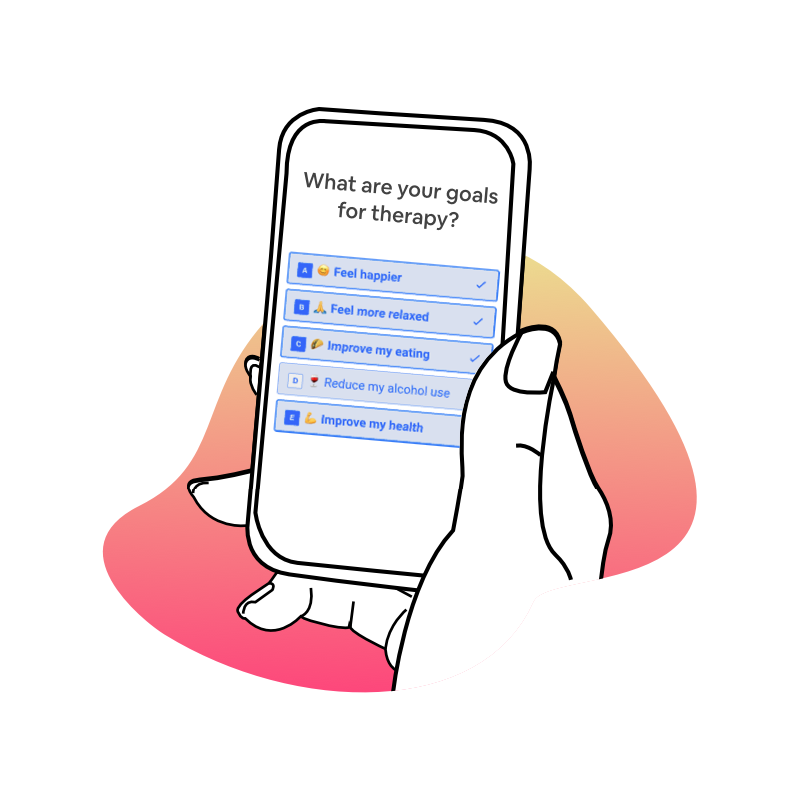 What are your goals
for therapy?
A 😊 Feel happier ✓
B 🙏 Feel more relaxed ✓
C 🌮 Improve my eating ✓
D 🍷 Reduce my alcohol use
E 💪 Improve my health